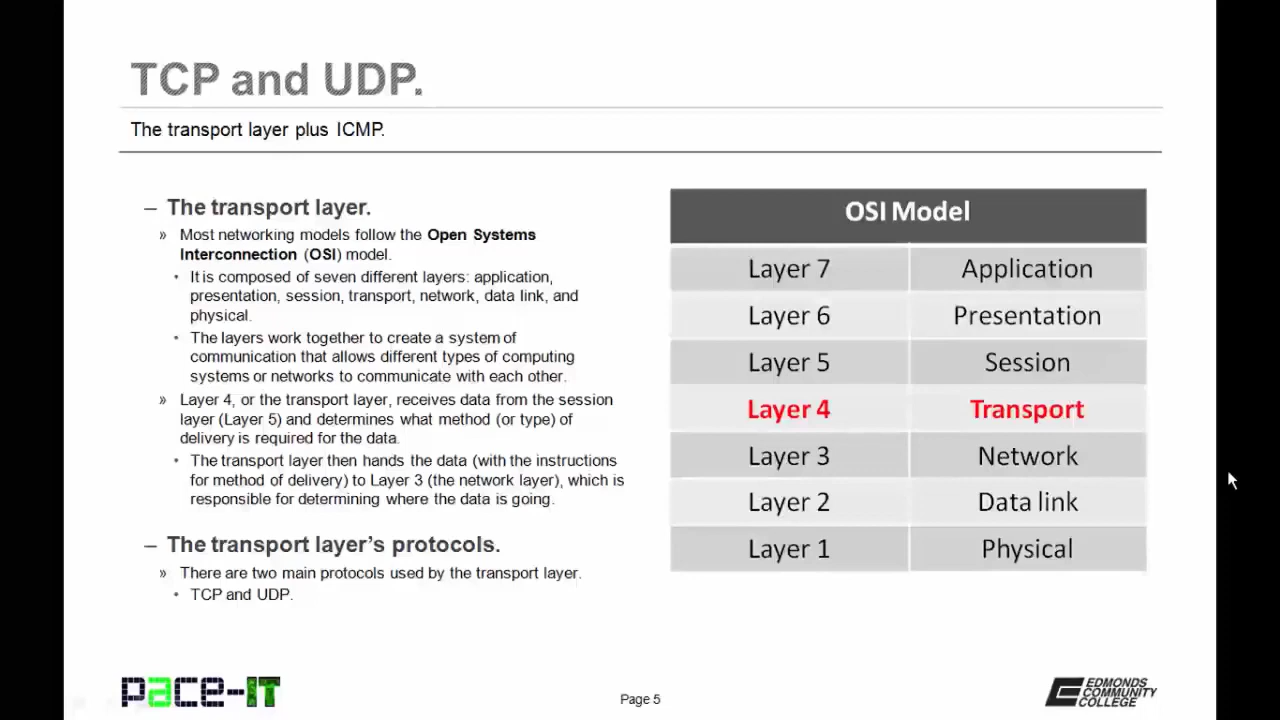 TCP and UDP.
The transport layer plus ICMP.
– The transport layer.
» Most networking models follow the Open Systems
Interconnection (OSI) model.
• It is composed of seven different layers: application,
presentation, session, transport, network, data link, and
physical.
• The layers work together to create a system of
communication that allows different types of computing
systems or networks to communicate with each other.
» Layer 4, or the transport layer, receives data from the session
layer (Layer 5) and determines what method (or type) of
delivery is required for the data.
• The transport layer then hands the data (with the instructions
for method of delivery) to Layer 3 (the network layer), which is
responsible for determining where the data is going.
– The transport layer’s protocols.
» There are two main protocols used by the transport layer.
• TCP and UDP.
OSI Model
Layer 7 Application
Layer 6 Presentation
Layer 5 Session
Layer 4 Transport
Layer 3 Network
Layer 2 Data link
Layer 1 Physical
pace-IT
Page 5
EDMONDS
COMMUNITY
COLLEGE